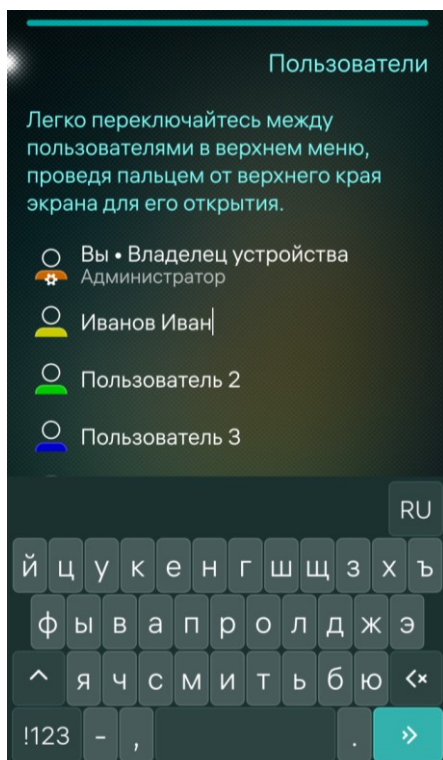 Пользователи
Легко переключайтесь между
пользователями в верхнем меню,
проведя пальцем от верхнего края
экрана для его открытия.
Вы • Владелец устройства
Администратор
Иванов Иван
Пользователь 2
Пользователь 3
RU
й ц у к е н г ш щ з х ъ
ф ы в а п р о л д ж э
я ч с м и т ь б ю
!123 - , .